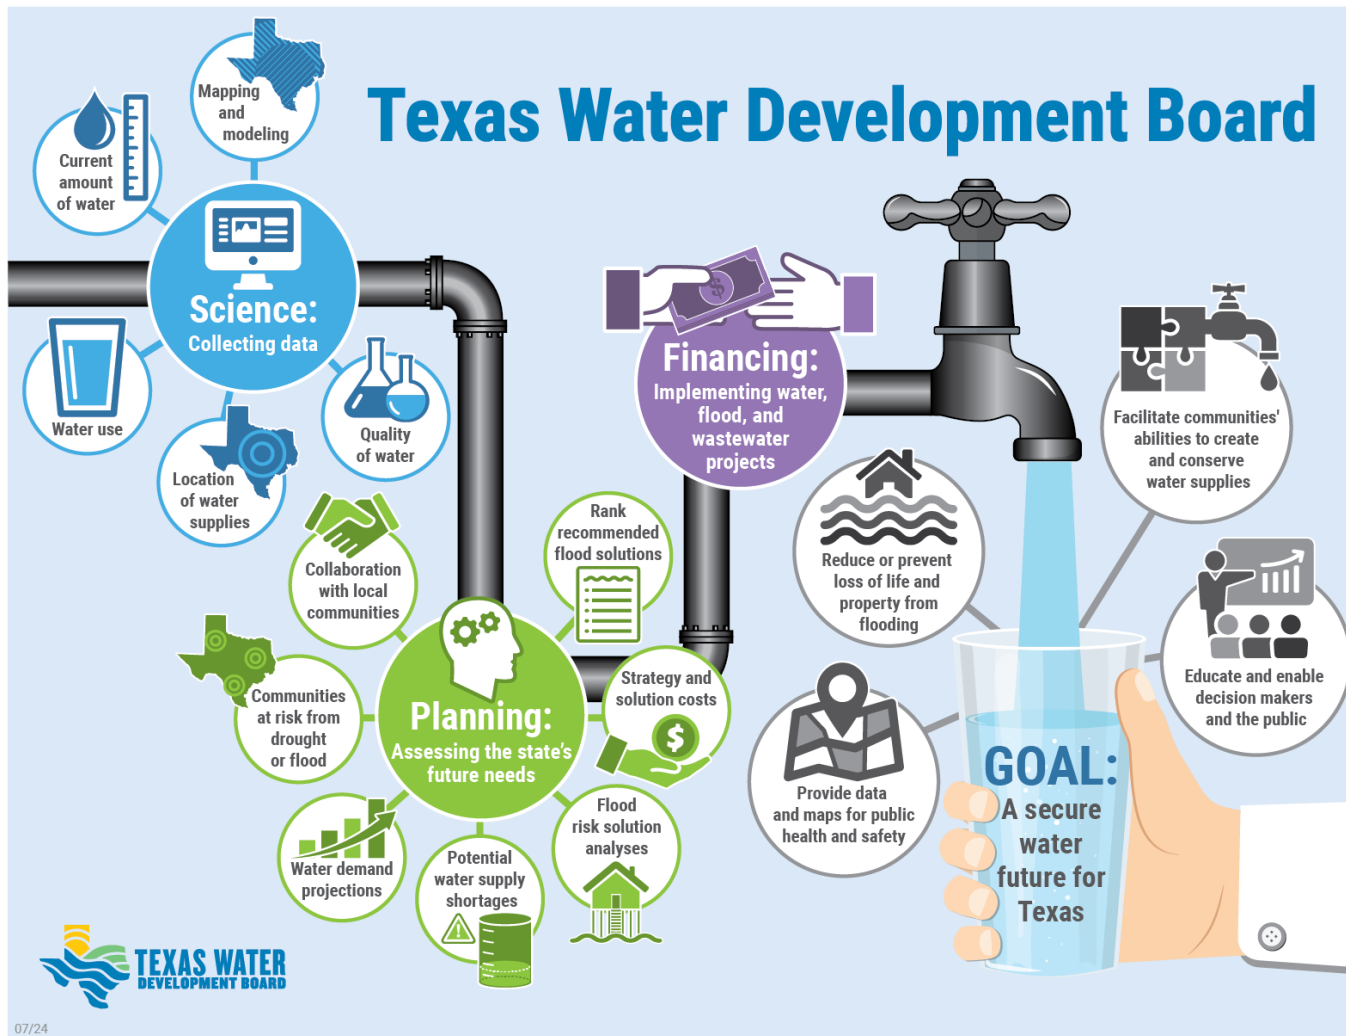 Texas Water Development Board
Mapping
and
modeling
Current
amount
of water
Science:
Collecting data
Water use
Location
of water
supplies
Quality
of water
Collaboration
with local
communities
Communities
at risk from
drought
or flood
Water demand
projections
Potential
water supply
shortages
Flood
risk solution
analyses
Strategy and
solution costs
$
Rank
recommended
flood solutions
Planning:
Assessing the state's
future needs
$
Financing:
Implementing water,
flood, and
wastewater
projects
Facilitate communities'
abilities to create
and conserve
water supplies
Reduce or prevent
loss of life and
property from
flooding
Educate and enable
decision makers
and the public
Provide data
and maps for public
health and safety
GOAL:
A secure
water
future for
Texas
TEXAS WATER
DEVELOPMENT BOARD
07/24